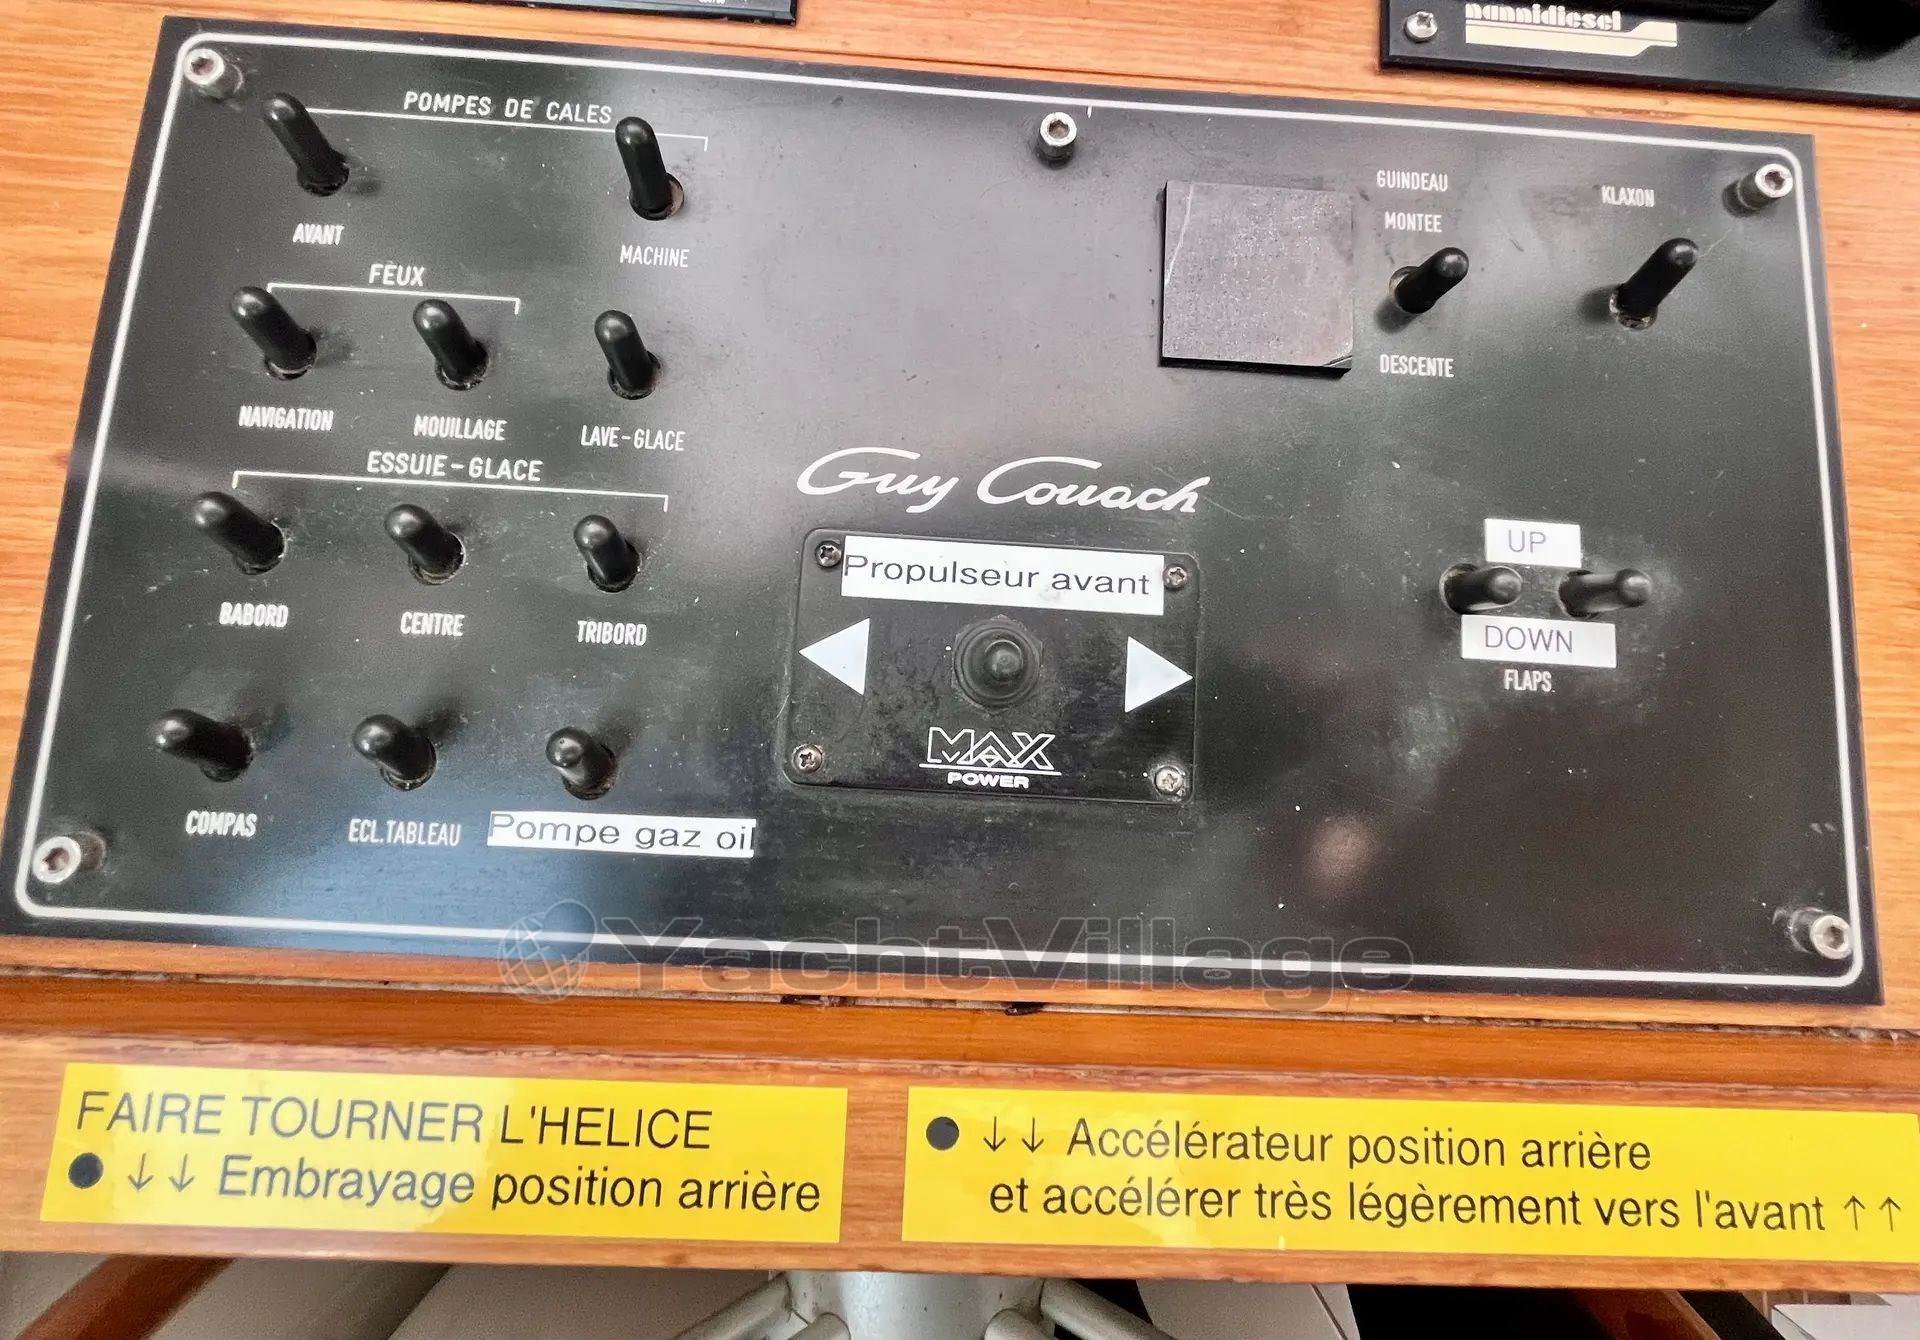 nannidiesel
POMPES DE CALES
AVANT
MACHINE
GUINDEAU
MONTEE
DESCENTE
KLAXON
FEUX
NAVIGATION
MOUILLAGE
LAVE-GLACE
ESSUIE-GLACE
BABORD
CENTRE
TRIBORD
Guy Couach
Propulseur avant
MAX
POWER
UP
DOWN
FLAPS
COMPAS
ECL.TABLEAU
Pompe gaz oil
YachtVillage
FAIRE TOURNER L'HELICE
● ↓↓ Embrayage position arrière
● ↓↓ Accélérateur position arrière
et accélérer très légèrement vers l'avant ↑↑